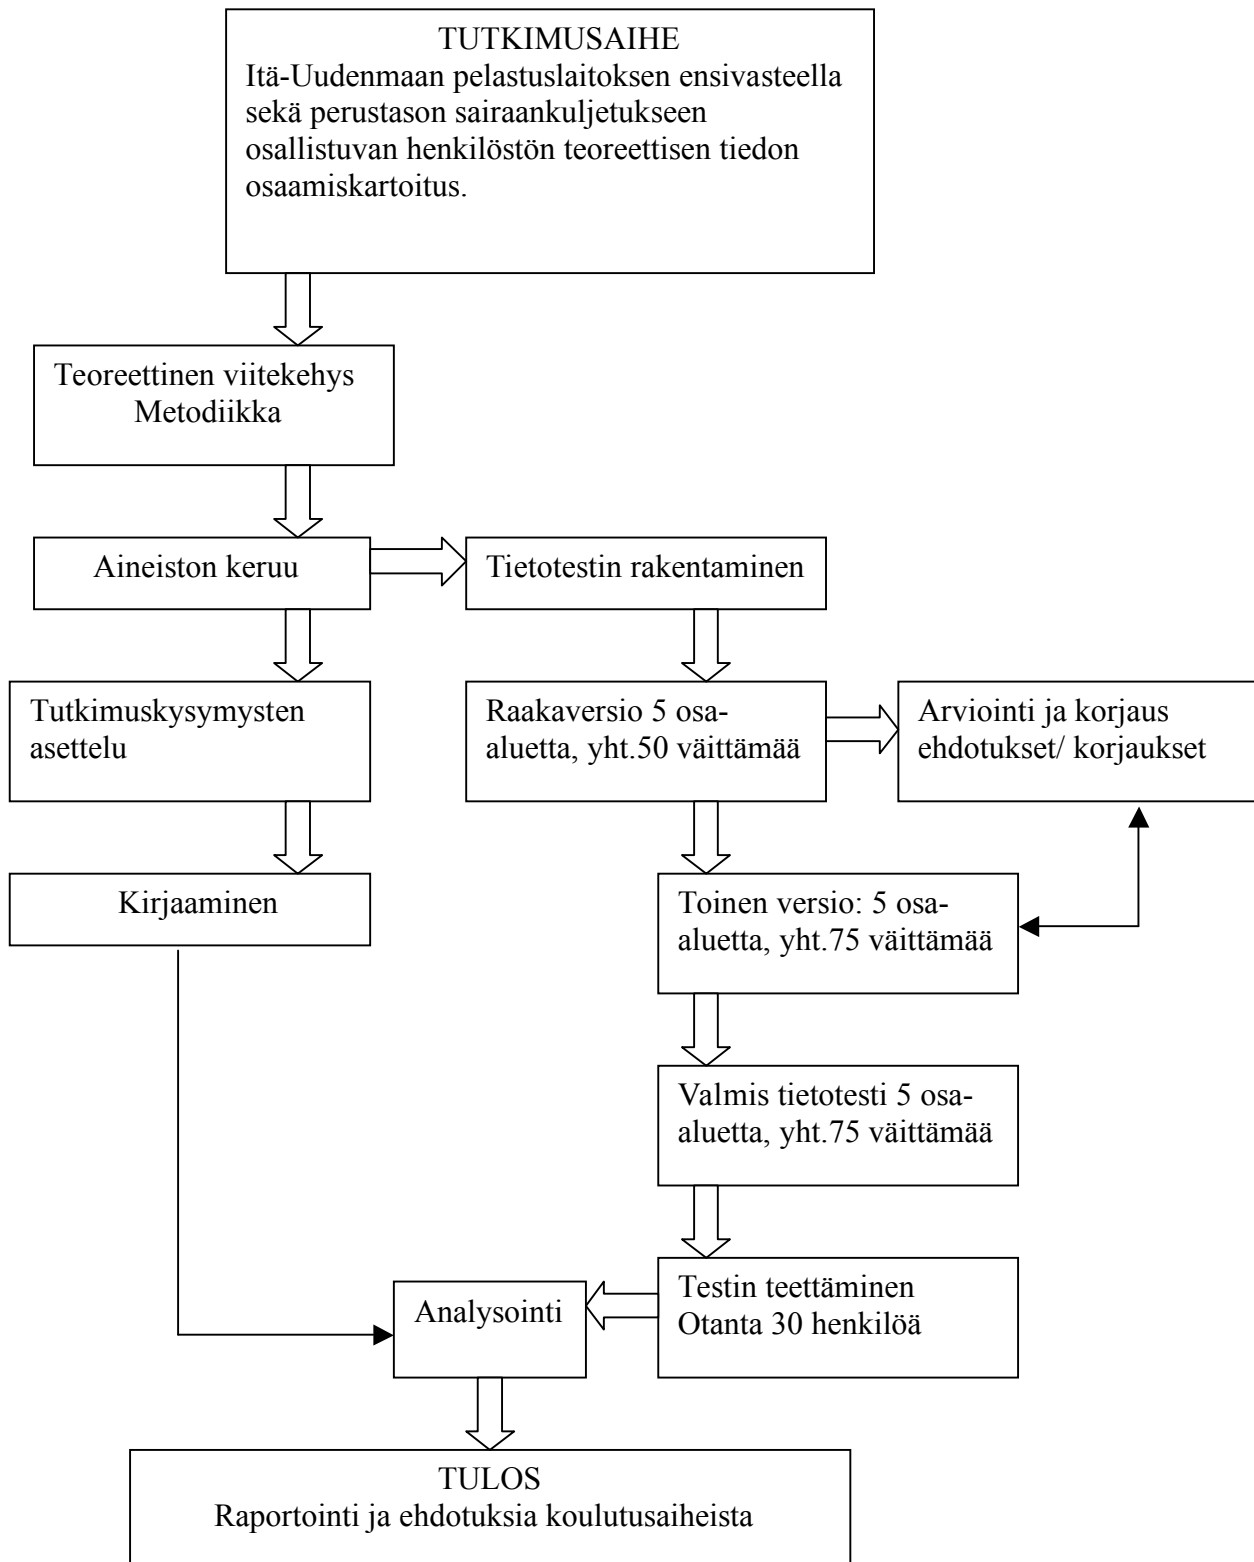 TUTKIMUSAIHE
Itä-Uudenmaan pelastuslaitoksen ensivasteella
sekä perustason sairaankuljetukseen
osallistuvan henkilöstön teoreettisen tiedon
osaamiskartoitus.
Teoreettinen viitekehys
Metodiikka
Aineiston keruu
Tietotestin rakentaminen
Tutkimuskysymysten
asettelu
Raakaversio 5 osa-
aluetta, yht.50 väittämää
Arviointi ja korjaus
ehdotukset/ korjaukset
Kirjaaminen
Toinen versio: 5 osa-
aluetta, yht.75 väittämää
Valmis tietotesti 5 osa-
aluetta, yht.75 väittämää
Testin teettäminen
Otanta 30 henkilöä
Analysointi
TULOS
Raportointi ja ehdotuksia koulutusaiheista